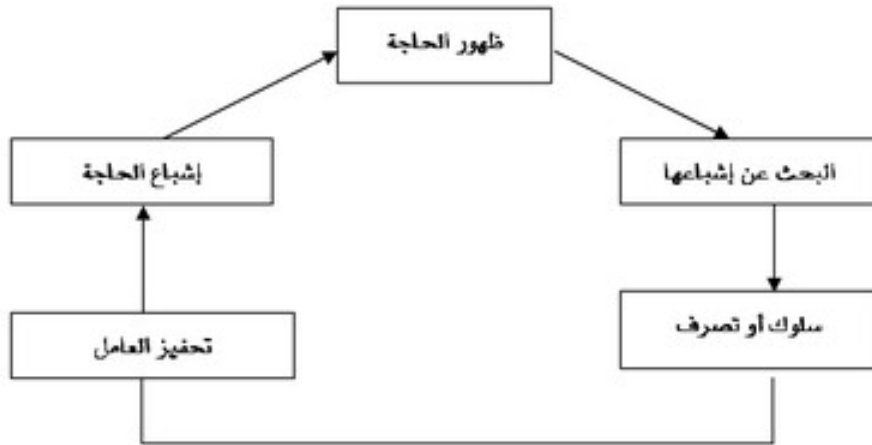 ظهور الحاجة
البحث عن إشباعها
سلوك أو تصرف
تحفيز العامل
إشباع الحاجة